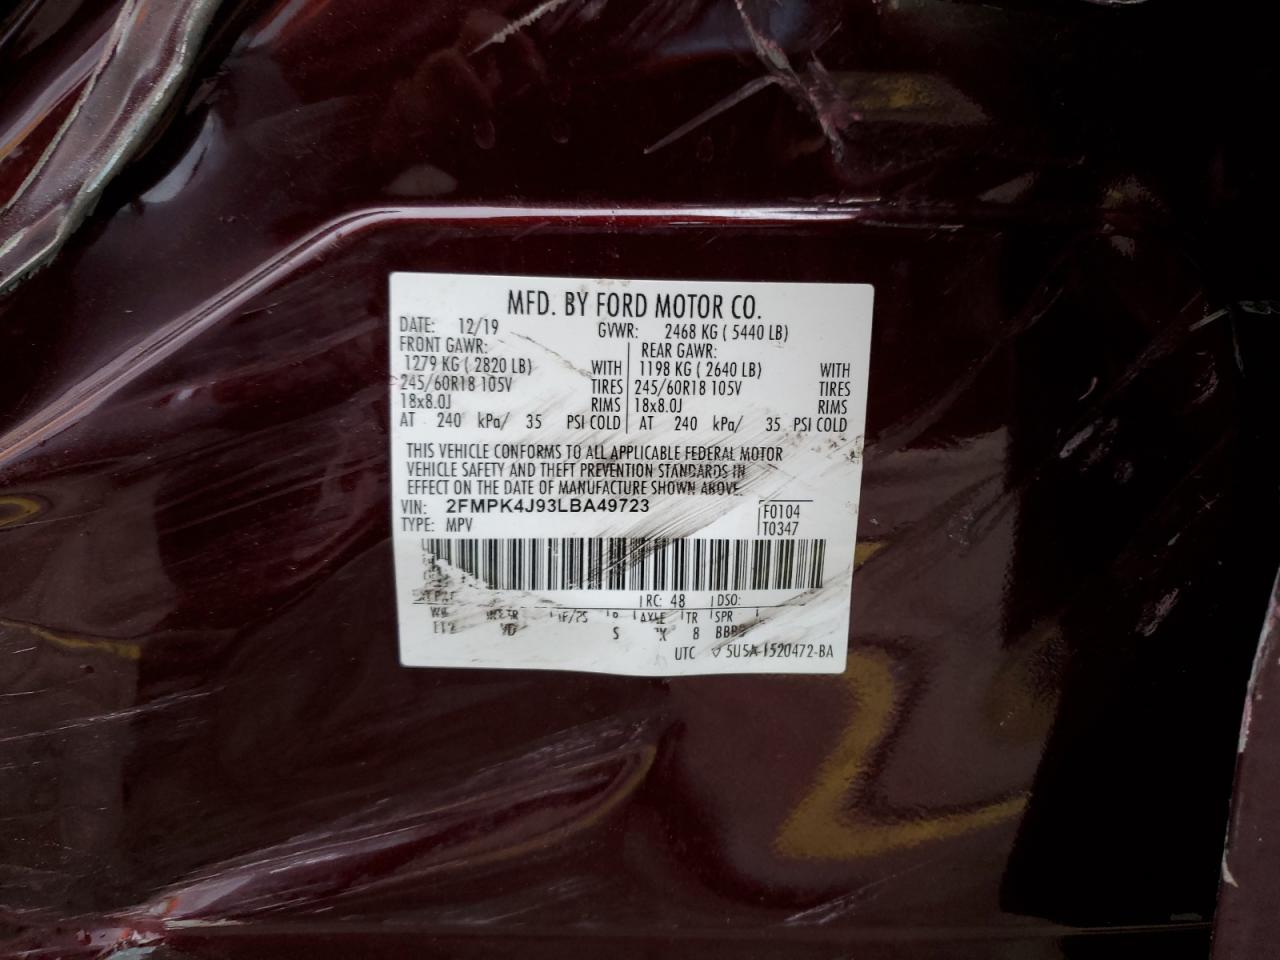 MFD. BY FORD MOTOR CO.
DATE: 12/19 GVWR: 2468 KG ( 5440 LB)
FRONT GAWR: REAR GAWR:
1279 KG ( 2820 LB) WITH 1198 KG ( 2640 LB) WITH
245/60R18 105V TIRES 245/60R18 105V TIRES
18x8.0J RIMS 18x8.0J RIMS
AT 240 kPa/ 35 PSI COLD AT 240 kPa/ 35 PSI COLD
THIS VEHICLE CONFORMS TO ALL APPLICABLE FEDERAL MOTOR
VEHICLE SAFETY AND THEFT PREVENTION STANDARDS IN
EFFECT ON THE DATE OF MANUFACTURE SHOWN ABOVE.
VIN: 2FMPK4J93LBA49723 F0104
TYPE: MPV T0347
RC: 48 DSO:
WB AXLE TR SPR
S 8
UTC 5U5A-1520472-BA